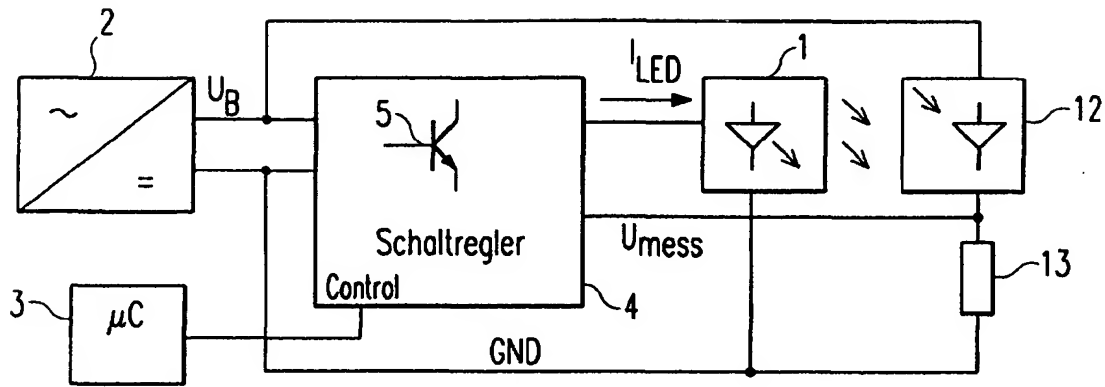 2
~
=
U_B
5
Schaltregler
Control
4
I_LED
1
12
U_mess
13
3
µC
GND